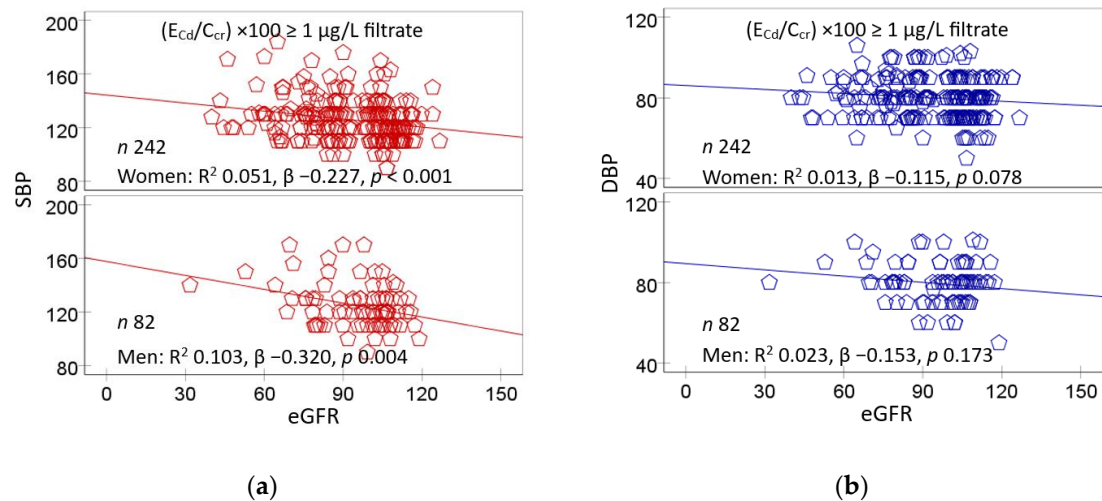 (E_Cd/C_cr) ×100 ≥ 1 µg/L filtrate
200
160
120
80
n 242
Women: R² 0.051, β −0.227, p < 0.001
SBP
200
160
120
80
n 82
Men: R² 0.103, β −0.320, p 0.004
0 30 60 90 120 150
eGFR
(a)
(E_Cd/C_cr) ×100 ≥ 1 µg/L filtrate
120
80
40
n 242
Women: R² 0.013, β −0.115, p 0.078
DBP
120
80
40
n 82
Men: R² 0.023, β −0.153, p 0.173
0 30 60 90 120 150
eGFR
(b)